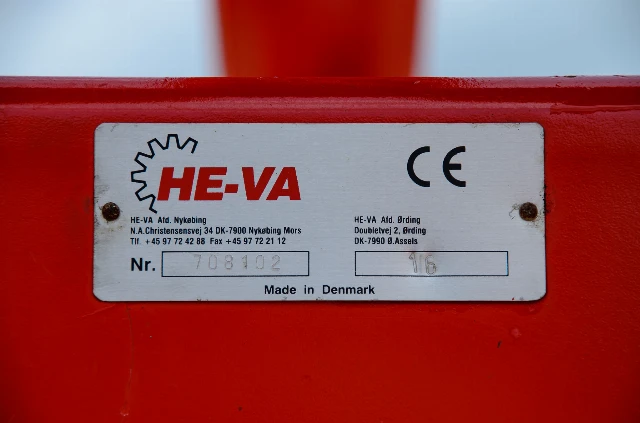 HE-VA
CE
HE-VA Afd. Nykøbing
N.A.Christensensvej 34 DK-7900 Nykøbing Mors
Tlf. +45 97 72 42 88 Fax +45 97 72 21 12
HE-VA Afd. Ørding
Doubletvej 2, Ørding
DK-7990 Ø.Assels
Nr. 708102
16
Made in Denmark